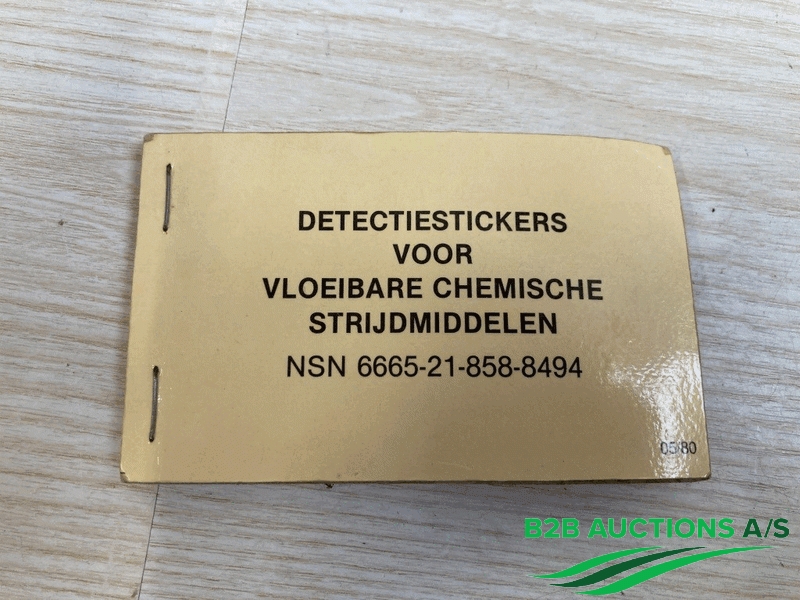 DETECTIESTICKERS
VOOR
VLOEIBARE CHEMISCHE
STRIJDMIDDELEN
NSN 6665-21-858-8494
05/80
B2B AUCTIONS A/S